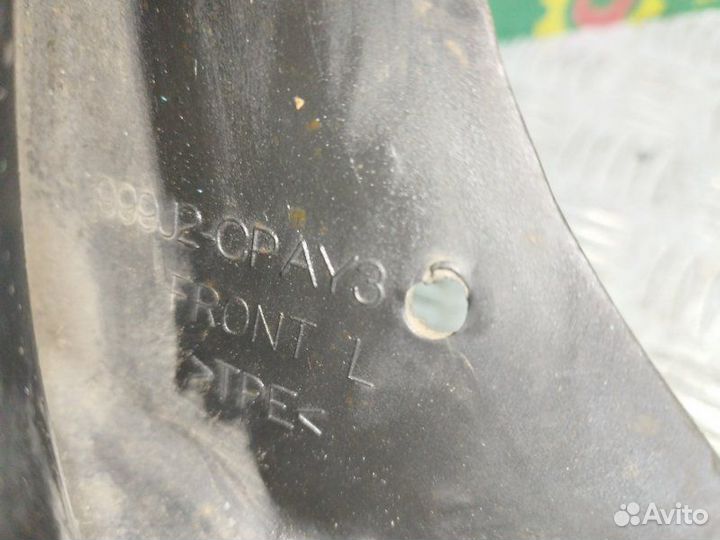 999J2-CPAY3
FRONT L
>TPE<
Avito